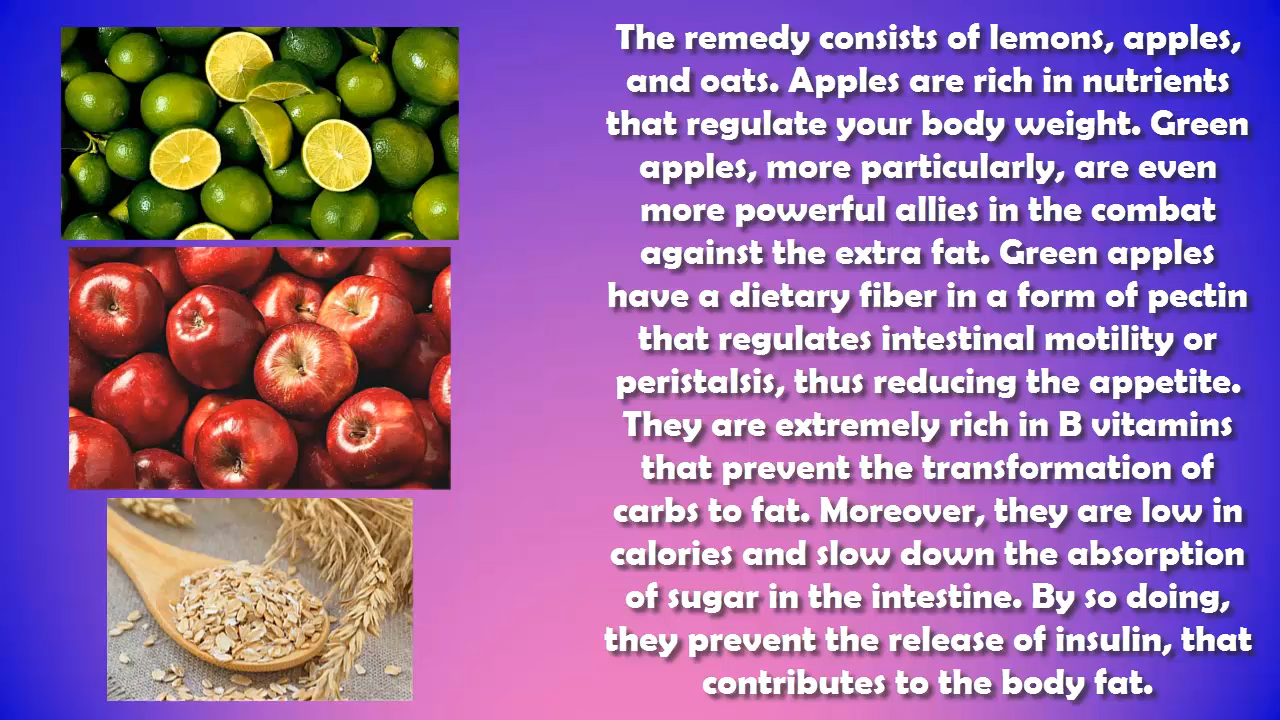 The remedy consists of lemons, apples,
and oats. Apples are rich in nutrients
that regulate your body weight. Green
apples, more particularly, are even
more powerful allies in the combat
against the extra fat. Green apples
have a dietary fiber in a form of pectin
that regulates intestinal motility or
peristalsis, thus reducing the appetite.
They are extremely rich in B vitamins
that prevent the transformation of
carbs to fat. Moreover, they are low in
calories and slow down the absorption
of sugar in the intestine. By so doing,
they prevent the release of insulin, that
contributes to the body fat.